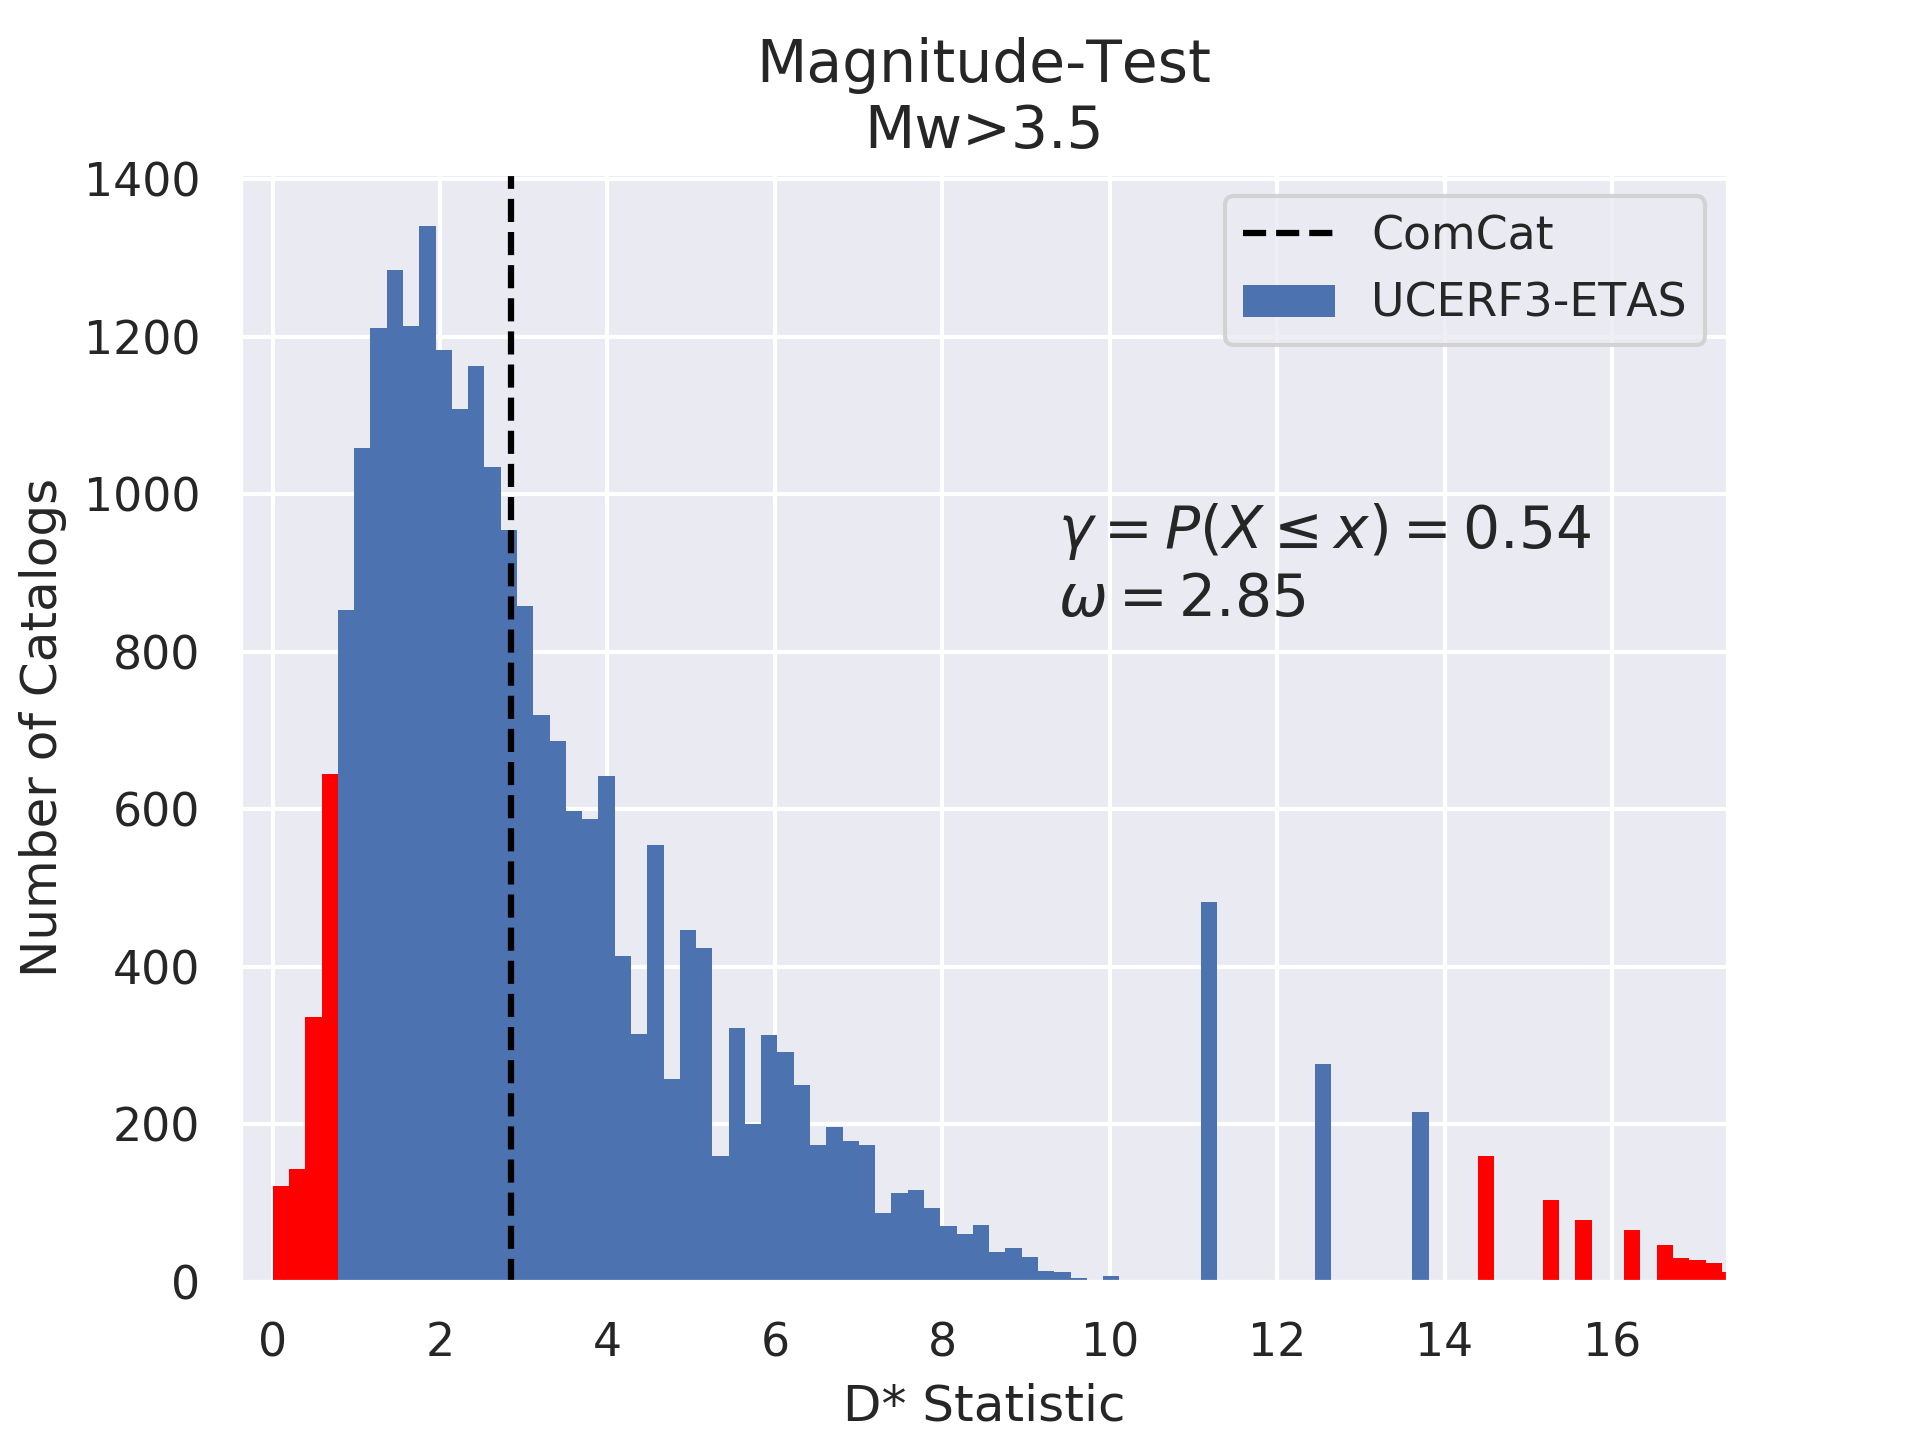 Magnitude-Test
Mw>3.5
1400
1200
1000
800
600
400
200
0
Number of Catalogs
ComCat
UCERF3-ETAS
γ = P(X ≤ x) = 0.54
ω = 2.85
0 2 4 6 8 10 12 14 16
D* Statistic